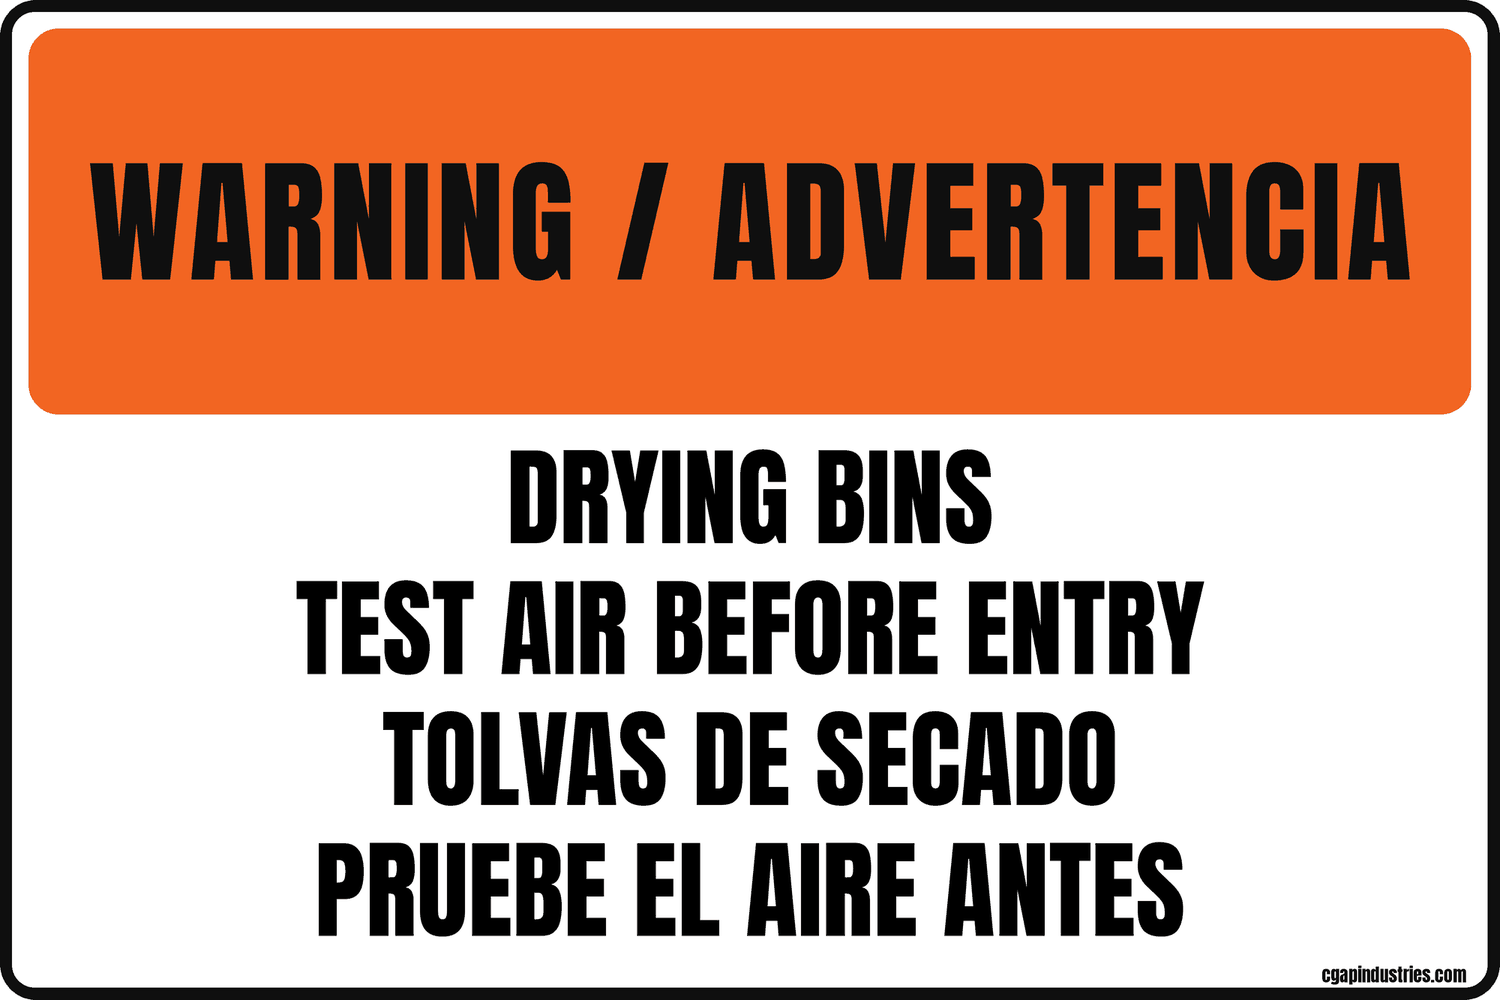 WARNING / ADVERTENCIA
DRYING BINS
TEST AIR BEFORE ENTRY
TOLVAS DE SECADO
PRUEBE EL AIRE ANTES
cgapindustries.com